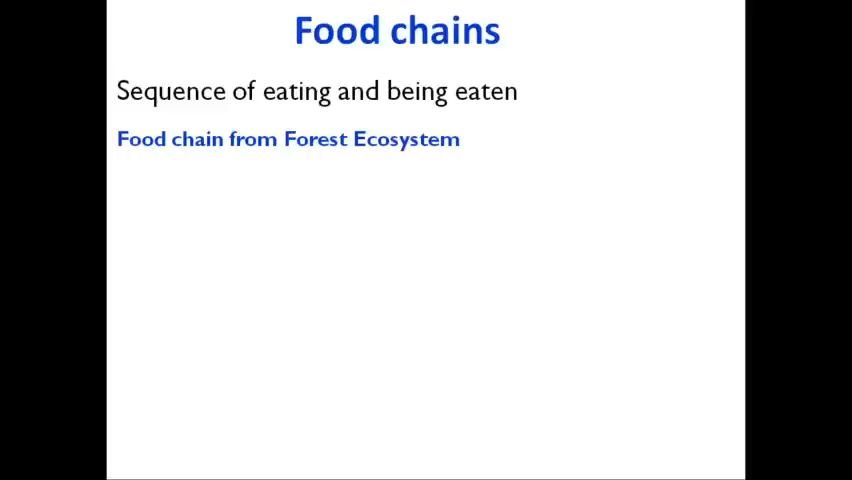 Food chains
Sequence of eating and being eaten
Food chain from Forest Ecosystem